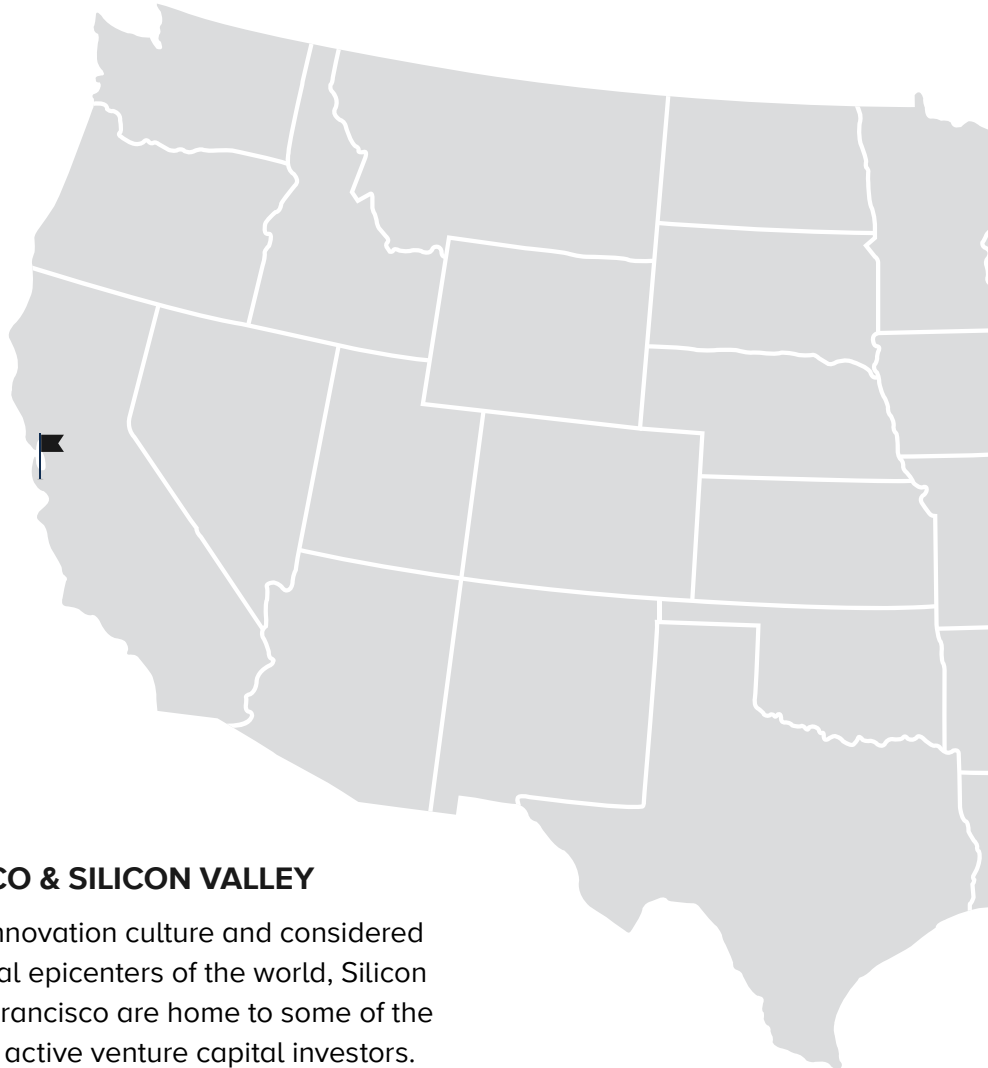 CO & SILICON VALLEY
nnovation culture and considered
al epicenters of the world, Silicon
rancisco are home to some of the
active venture capital investors.